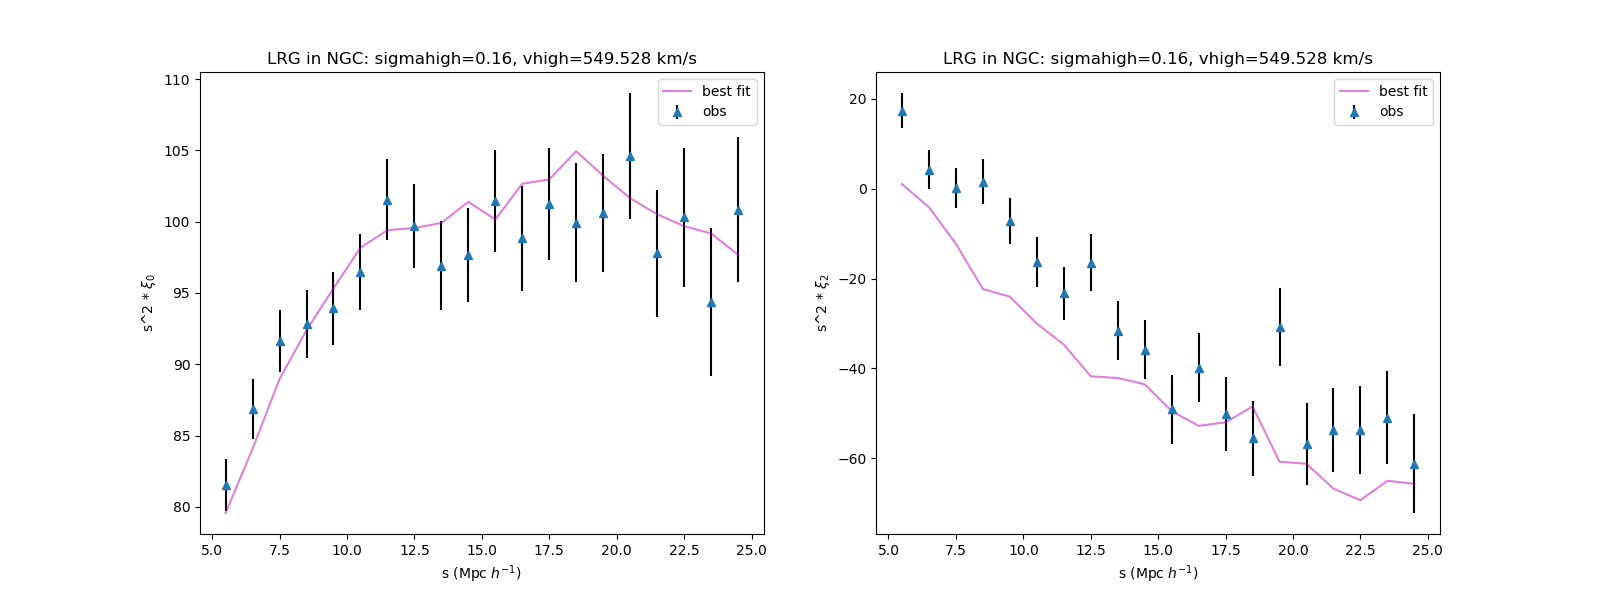 LRG in NGC: sigmahigh=0.16, vhigh=549.528 km/s
110
105
100
95
90
85
80
s^2 * ξ₀
5.0 7.5 10.0 12.5 15.0 17.5 20.0 22.5 25.0
s (Mpc h⁻¹)
best fit
obs
LRG in NGC: sigmahigh=0.16, vhigh=549.528 km/s
20
0
−20
−40
−60
s^2 * ξ₂
5.0 7.5 10.0 12.5 15.0 17.5 20.0 22.5 25.0
s (Mpc h⁻¹)
best fit
obs